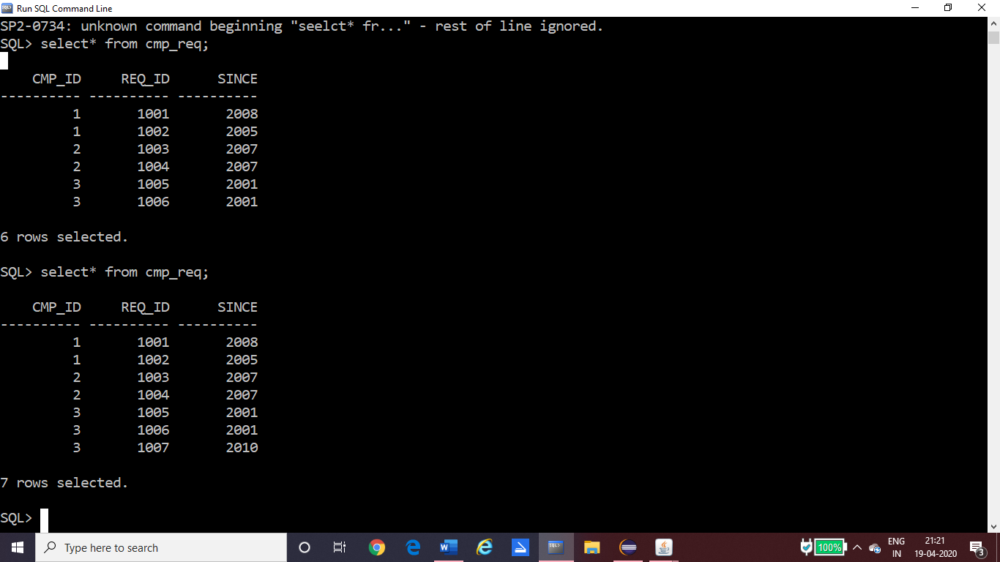 Run SQL Command Line
SP2-0734: unknown command beginning "seelct* fr..." - rest of line ignored.
SQL> select* from cmp_req;
CMP_ID REQ_ID SINCE
---------- ---------- ----------
1 1001 2008
1 1002 2005
2 1003 2007
2 1004 2007
3 1005 2001
3 1006 2001
6 rows selected.
SQL> select* from cmp_req;
CMP_ID REQ_ID SINCE
---------- ---------- ----------
1 1001 2008
1 1002 2005
2 1003 2007
2 1004 2007
3 1005 2001
3 1006 2001
3 1007 2010
7 rows selected.
SQL>
Type here to search
100%
ENG
IN
21:21
19-04-2020
3